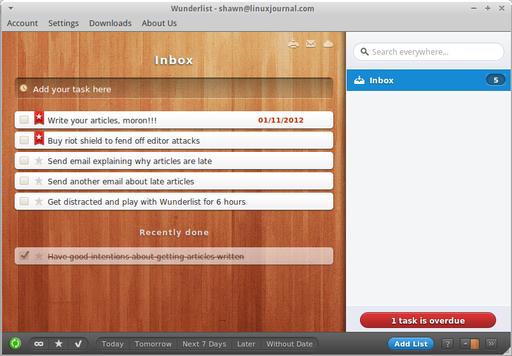 Wunderlist - shawn@linuxjournal.com
Account Settings Downloads About Us
Inbox
Search everywhere...
Add your task here
Inbox 5
Write your articles, moron!!! 01/11/2012
Buy riot shield to fend off editor attacks
Send email explaining why articles are late
Send another email about late articles
Get distracted and play with Wunderlist for 6 hours
Recently done
Have good intentions about getting articles written
1 task is overdue
Today Tomorrow Next 7 Days Later Without Date Add List ?